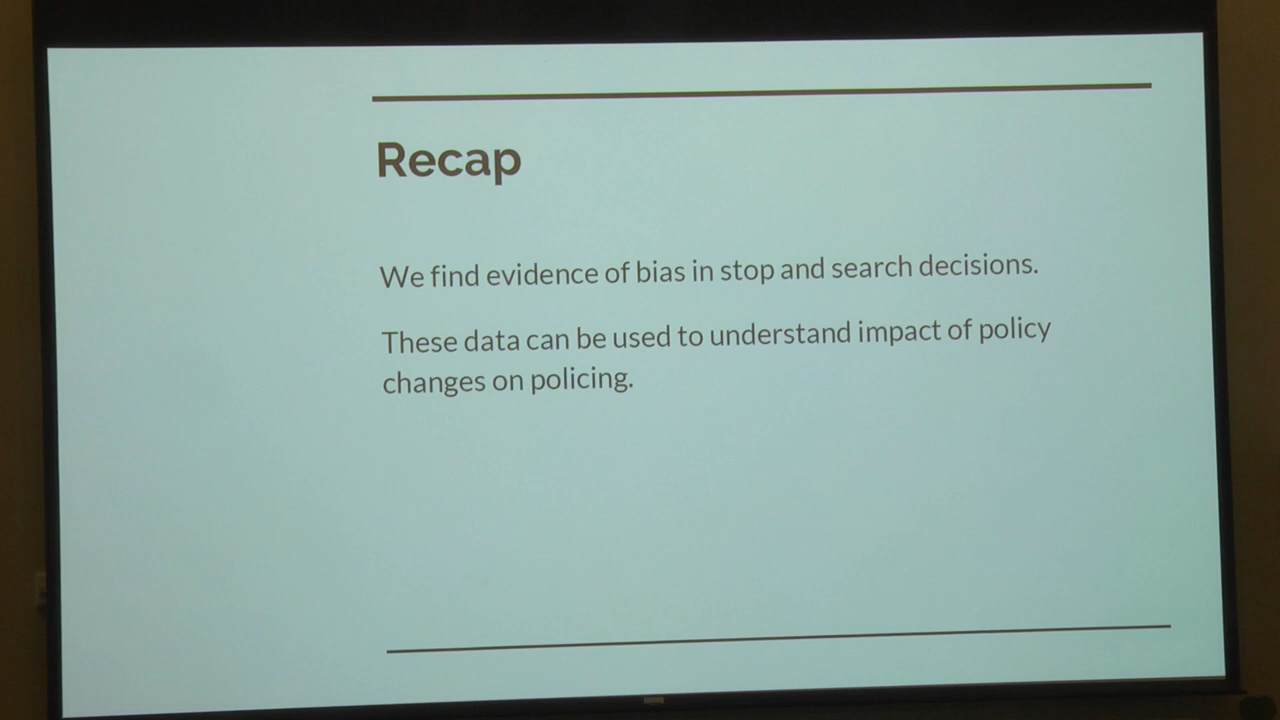 Recap
We find evidence of bias in stop and search decisions.
These data can be used to understand impact of policy
changes on policing.